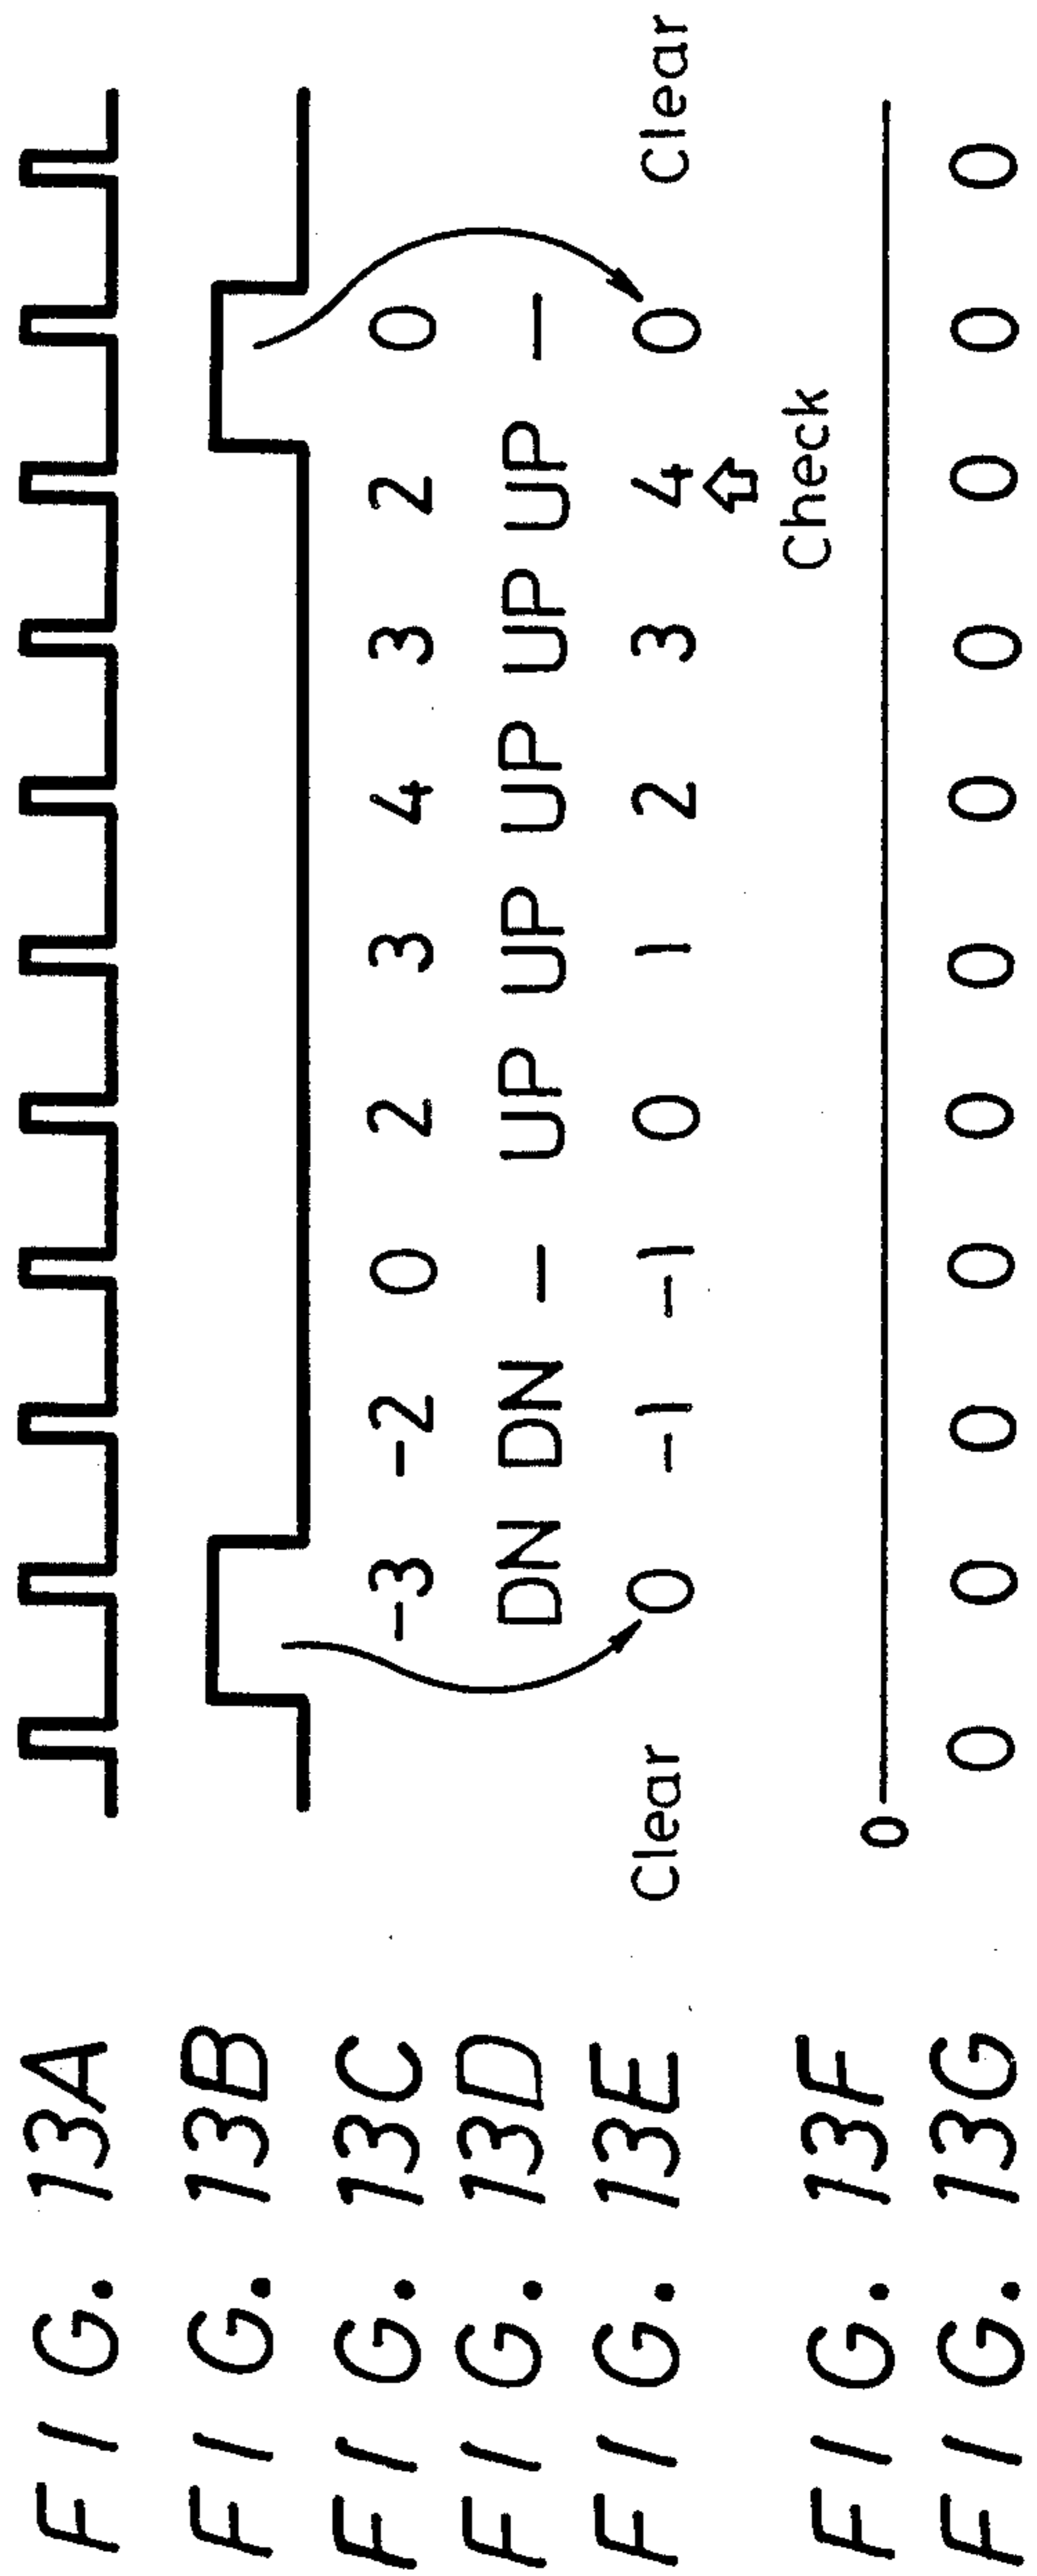 FIG. 13A
FIG. 13B
FIG. 13C -3 -2 0 2 3 4 3 2 0
FIG. 13D DN DN - UP UP UP UP UP -
FIG. 13E Clear 0 -1 -1 0 1 2 3 4 0 Clear
Check
FIG. 13F 0
FIG. 13G 0 0 0 0 0 0 0 0 0 0 0